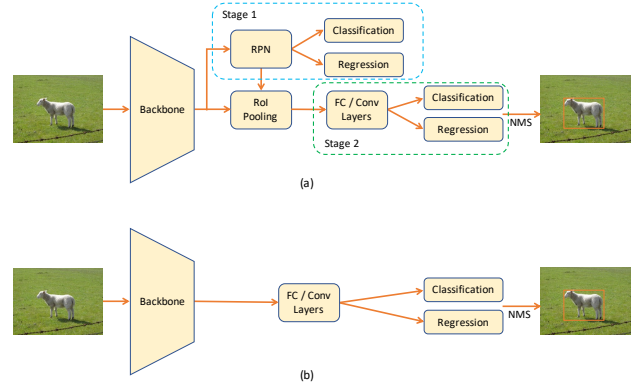 Stage 1
RPN
Classification
Regression
Backbone
RoI
Pooling
FC / Conv
Layers
Classification
Regression
NMS
Stage 2
(a)
Backbone
FC / Conv
Layers
Classification
Regression
NMS
(b)